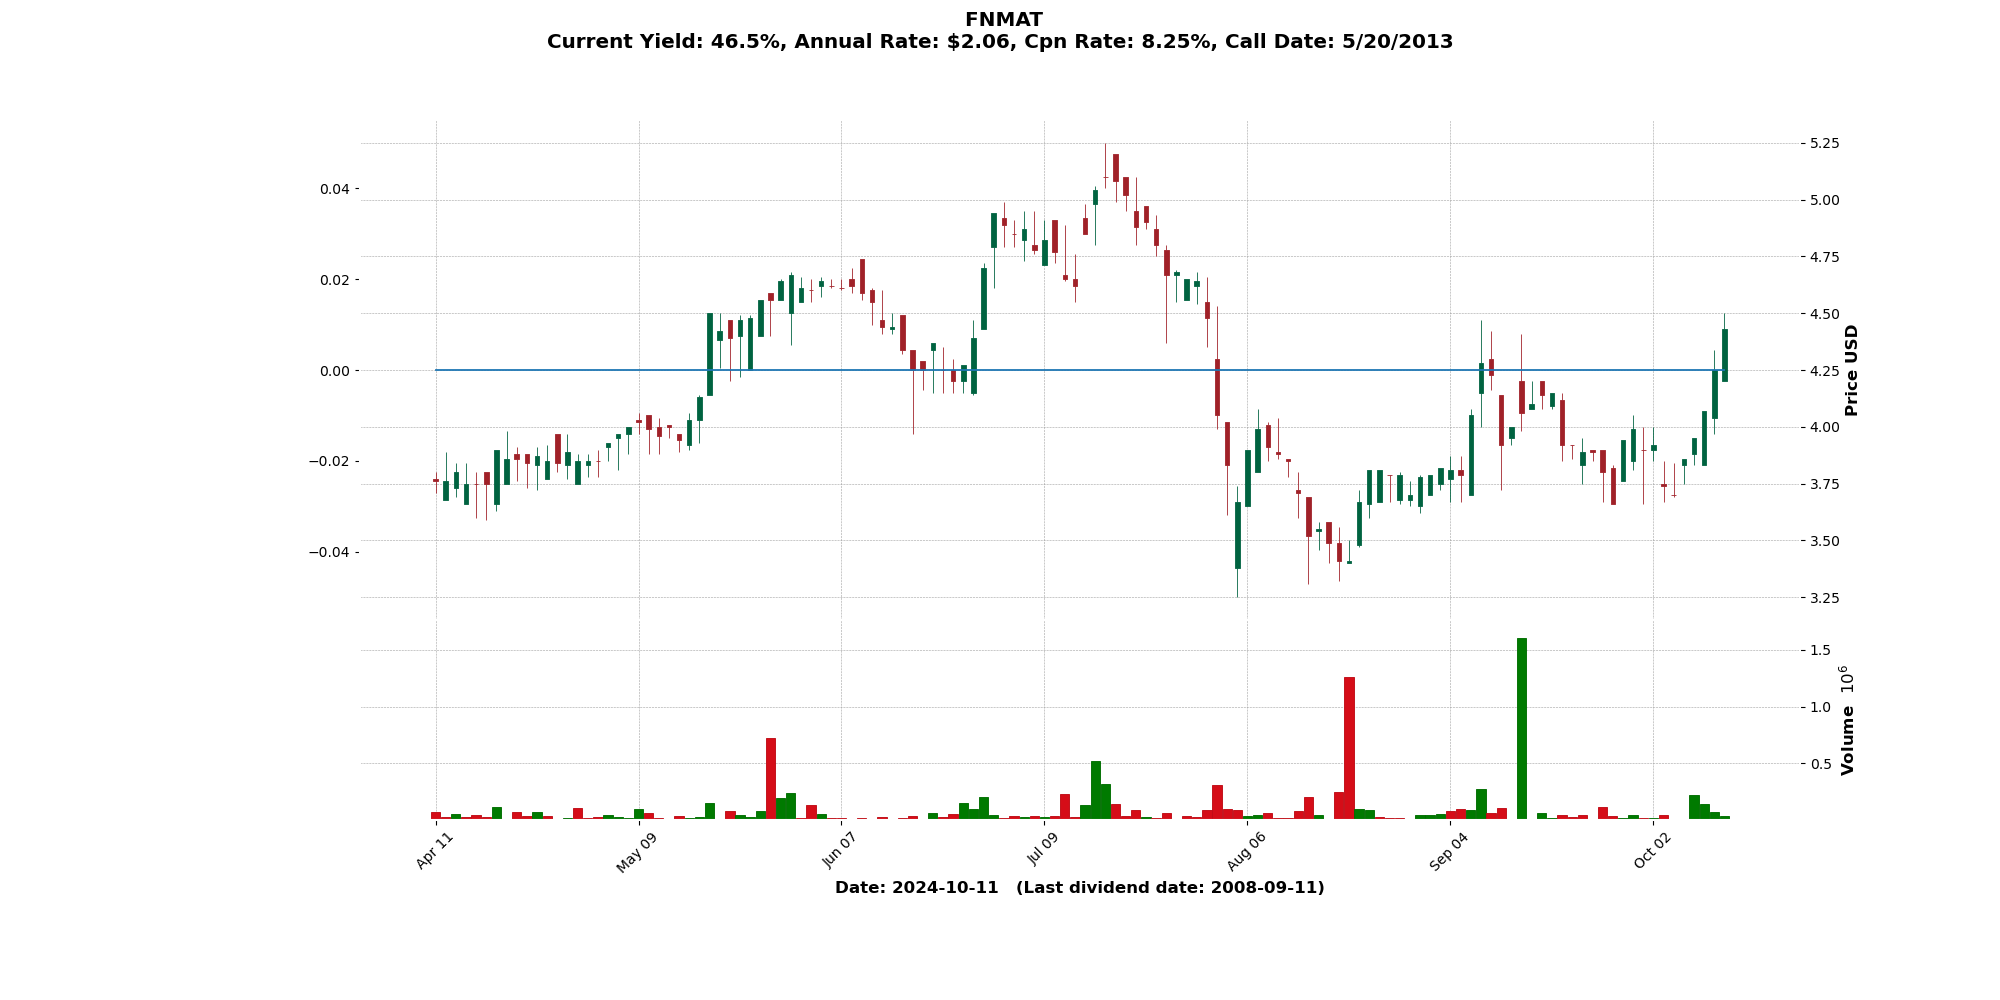 FNMAT
Current Yield: 46.5%, Annual Rate: $2.06, Cpn Rate: 8.25%, Call Date: 5/20/2013
0.04
0.02
0.00
−0.02
−0.04
5.25
5.00
4.75
4.50
4.25
4.00
3.75
3.50
3.25
Price USD
1.5
1.0
0.5
Volume 10^6
Apr 11
May 09
Jun 07
Jul 09
Aug 06
Sep 04
Oct 02
Date: 2024-10-11 (Last dividend date: 2008-09-11)